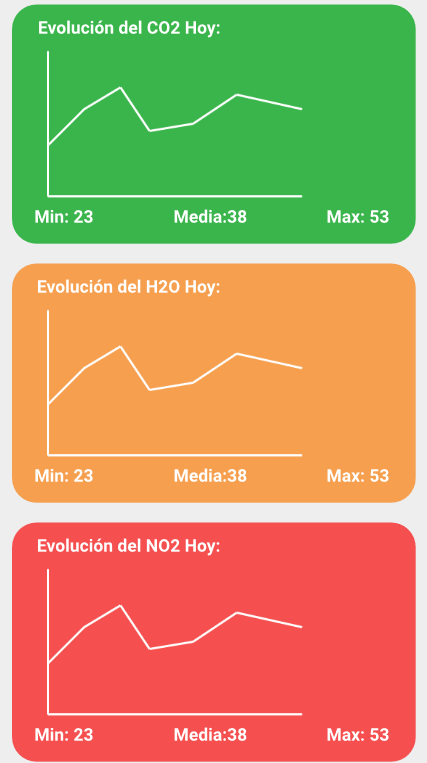 Evolución del CO2 Hoy:
Min: 23 Media:38 Max: 53
Evolución del H2O Hoy:
Min: 23 Media:38 Max: 53
Evolución del NO2 Hoy:
Min: 23 Media:38 Max: 53